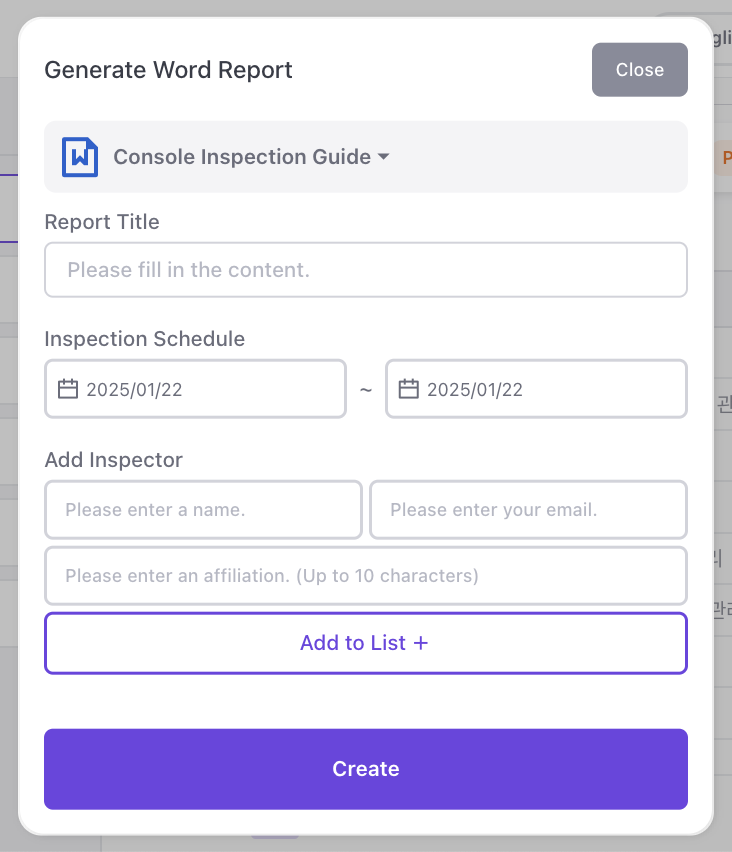 Generate Word Report
Close
Console Inspection Guide
Report Title
Please fill in the content.
Inspection Schedule
2025/01/22 ~ 2025/01/22
Add Inspector
Please enter a name. Please enter your email.
Please enter an affiliation. (Up to 10 characters)
Add to List +
Create